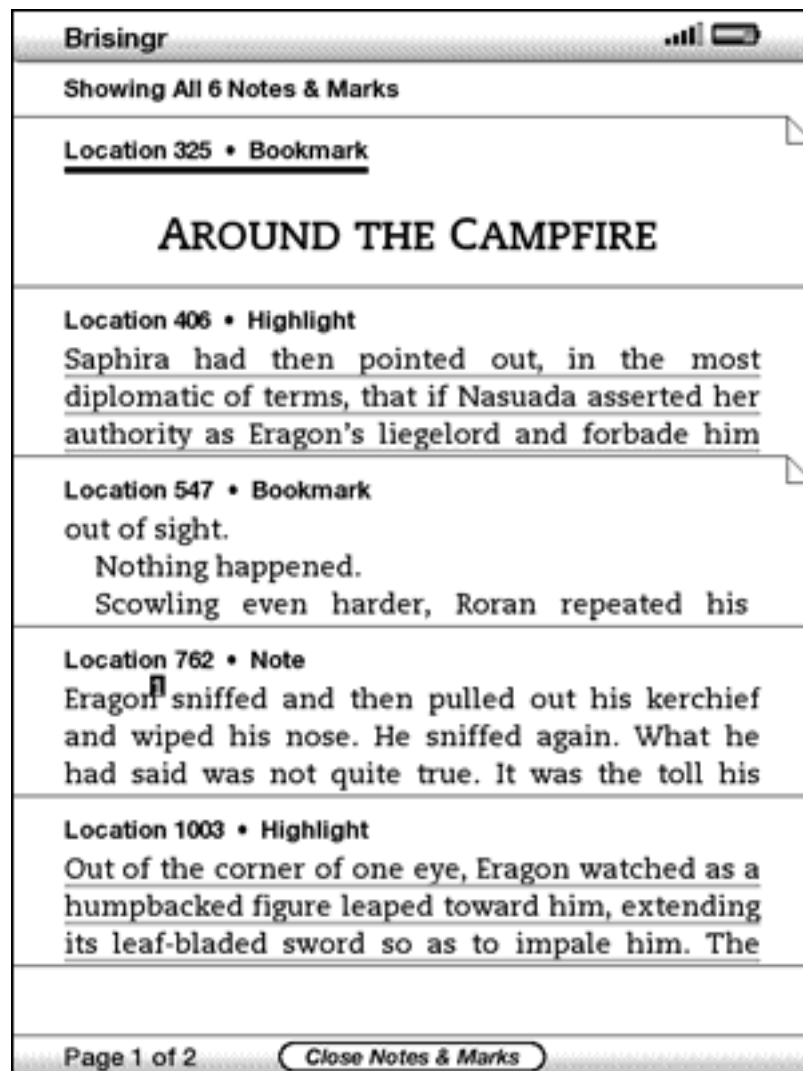 Brisingr
Showing All 6 Notes & Marks
Location 325 • Bookmark
AROUND THE CAMPFIRE
Location 406 • Highlight
Saphira had then pointed out, in the most
diplomatic of terms, that if Nasuada asserted her
authority as Eragon's liegelord and forbade him
Location 547 • Bookmark
out of sight.
Nothing happened.
Scowling even harder, Roran repeated his
Location 762 • Note
Eragon1 sniffed and then pulled out his kerchief
and wiped his nose. He sniffed again. What he
had said was not quite true. It was the toll his
Location 1003 • Highlight
Out of the corner of one eye, Eragon watched as a
humpbacked figure leaped toward him, extending
its leaf-bladed sword so as to impale him. The
Page 1 of 2 Close Notes & Marks